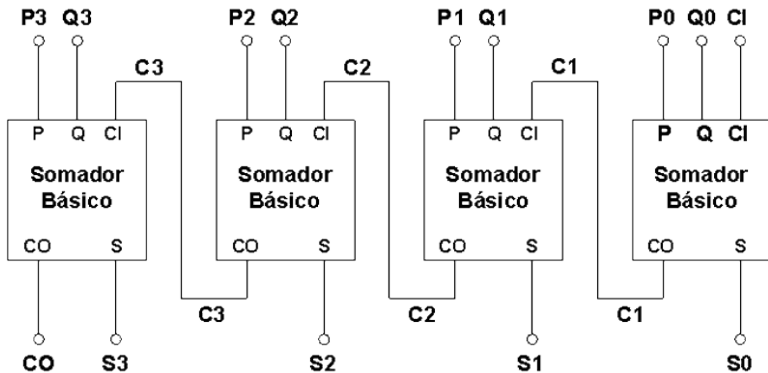 P3 Q3 P2 Q2 P1 Q1 P0 Q0 CI
C3 C2 C1
P Q CI P Q CI P Q CI P Q CI
Somador Somador Somador Somador
Básico Básico Básico Básico
CO S CO S CO S CO S
C3 C2 C1
CO S3 S2 S1 S0